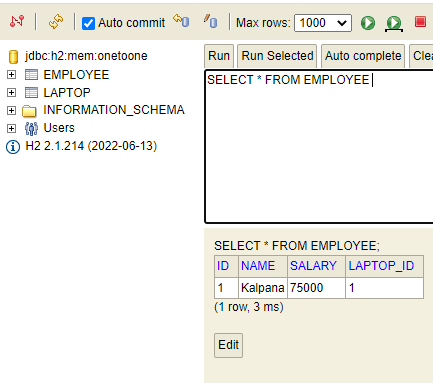 Auto commit Max rows: 1000
jdbc:h2:mem:onetoone
EMPLOYEE
LAPTOP
INFORMATION_SCHEMA
Users
H2 2.1.214 (2022-06-13)
Run Run Selected Auto complete Clea
SELECT * FROM EMPLOYEE
SELECT * FROM EMPLOYEE;
ID NAME SALARY LAPTOP_ID
1 Kalpana 75000 1
(1 row, 3 ms)
Edit